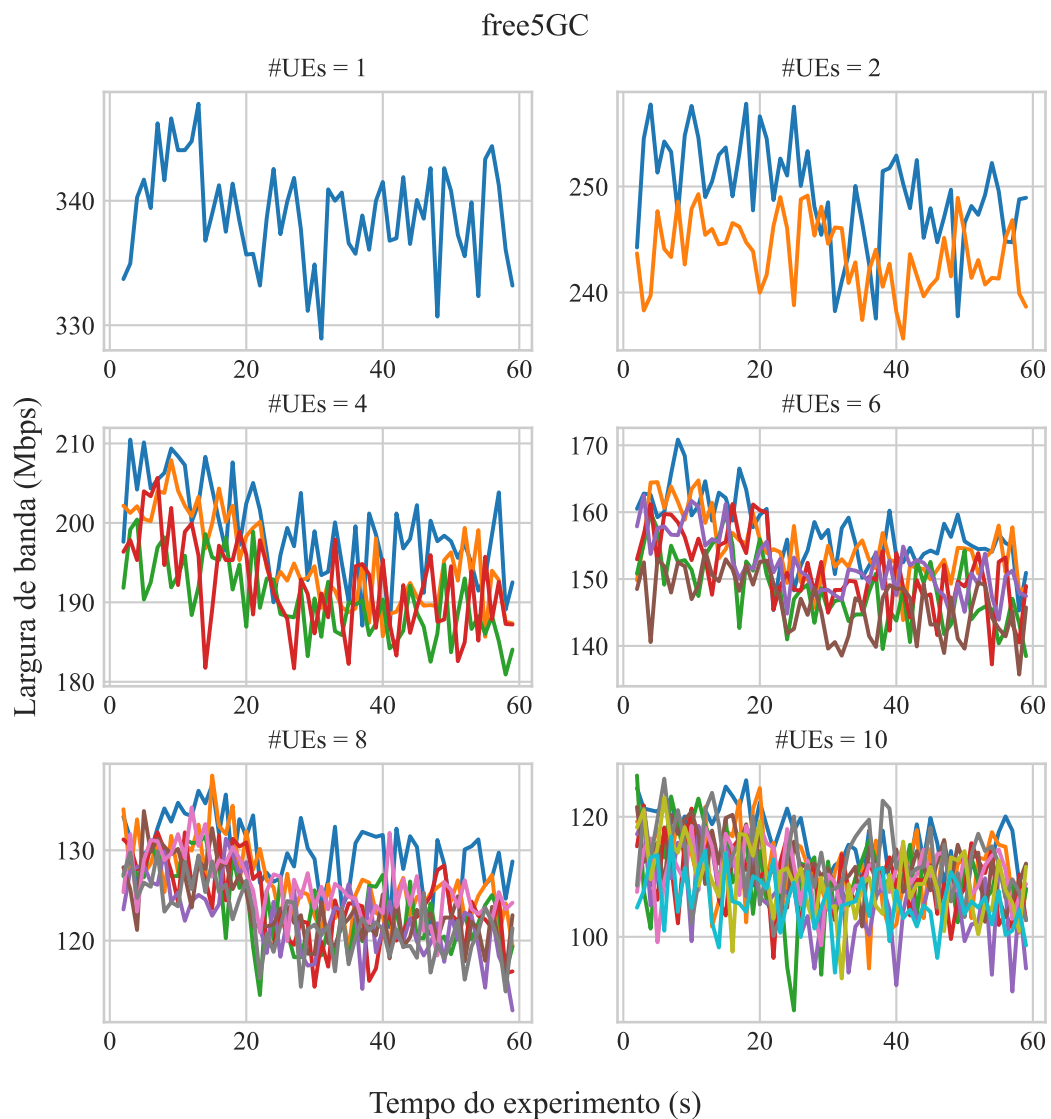 free5GC
#UEs = 1
#UEs = 2
340
330
0 20 40 60
250
240
0 20 40 60
Largura de banda (Mbps)
#UEs = 4
#UEs = 6
210
200
190
180
0 20 40 60
170
160
150
140
0 20 40 60
#UEs = 8
#UEs = 10
130
120
0 20 40 60
120
100
0 20 40 60
Tempo do experimento (s)